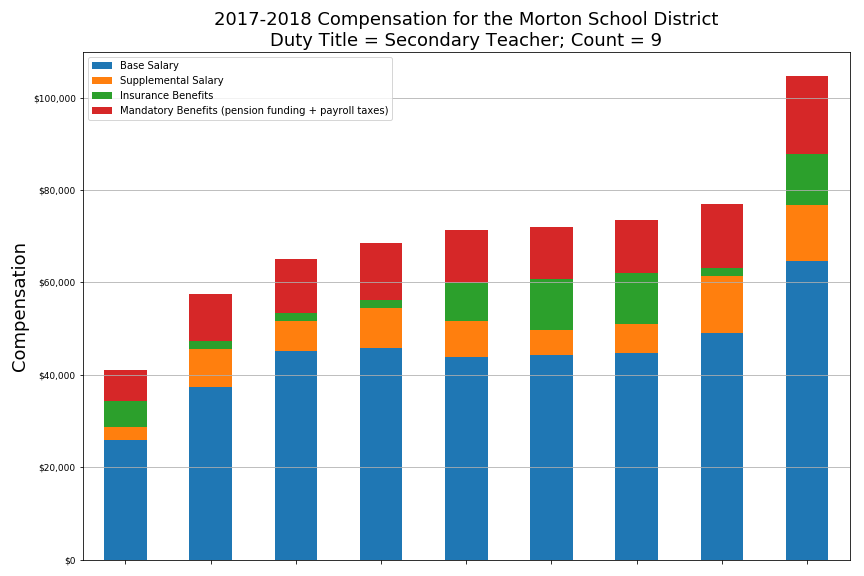 2017-2018 Compensation for the Morton School District
Duty Title = Secondary Teacher; Count = 9
Base Salary
Supplemental Salary
Insurance Benefits
Mandatory Benefits (pension funding + payroll taxes)
$100,000
$80,000
$60,000
$40,000
$20,000
$0
Compensation